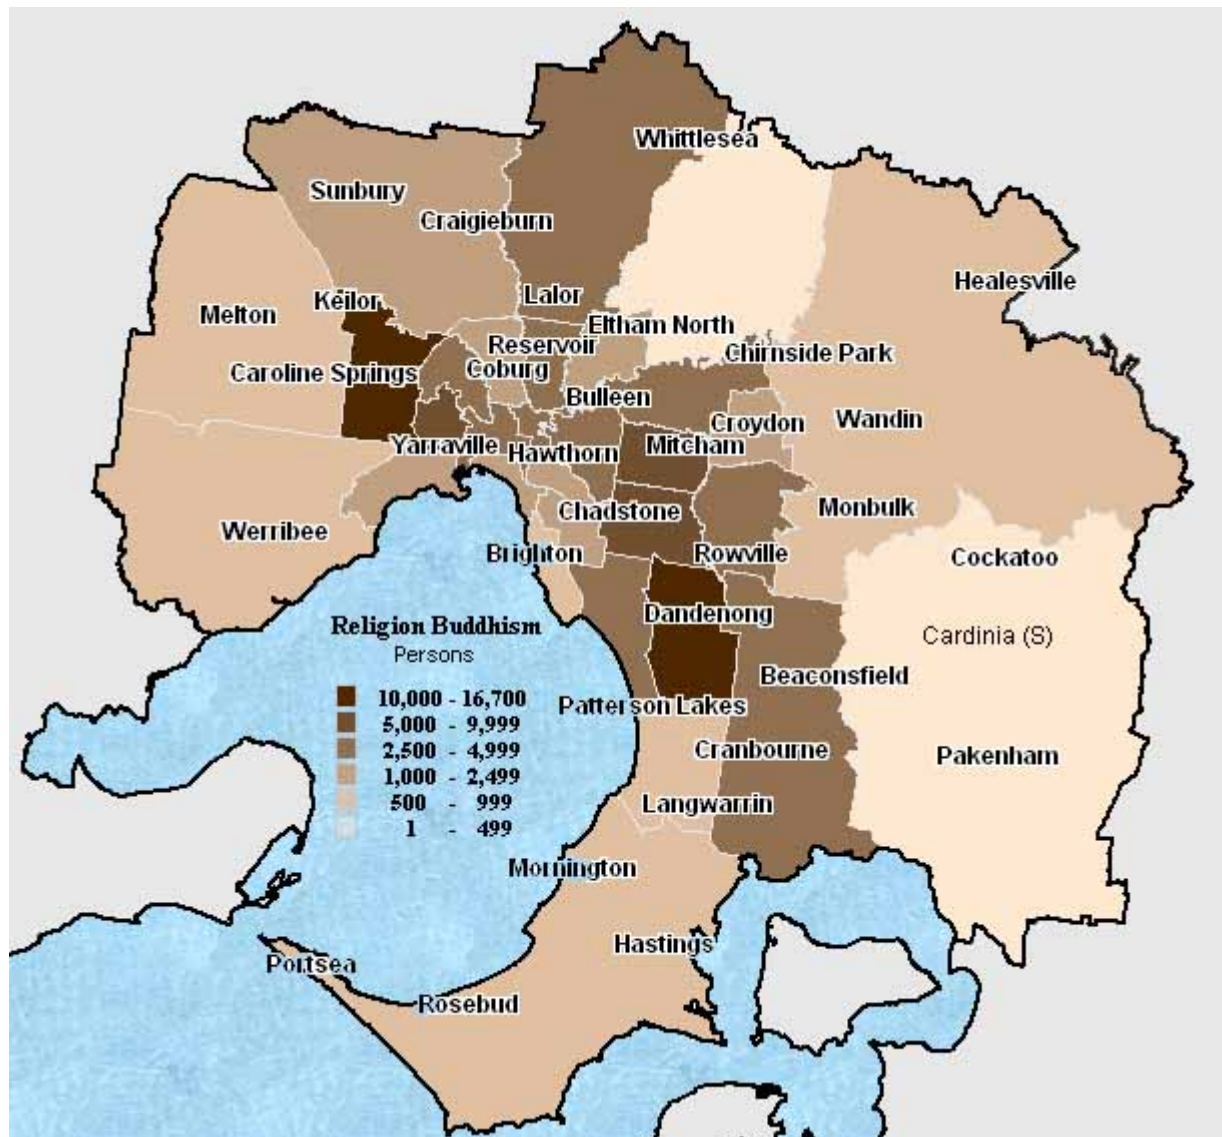 Whittlesea
Sunbury
Craigieburn
Healesville
Keilor
Lalor
Melton
Eltham North
Reservoir
Chirnside Park
Caroline Springs
Coburg
Bulleen
Croydon
Wandin
Yarraville
Hawthorn
Mitcham
Chadstone
Monbulk
Werribee
Brighton
Rowville
Cockatoo
Dandenong
Cardinia (S)
Religion Buddhism
Persons
10,000 - 16,700
5,000 - 9,999
2,500 - 4,999
1,000 - 2,499
500 - 999
1 - 499
Beaconsfield
Patterson Lakes
Cranbourne
Pakenham
Langwarrin
Mornington
Hastings
Portsea
Rosebud